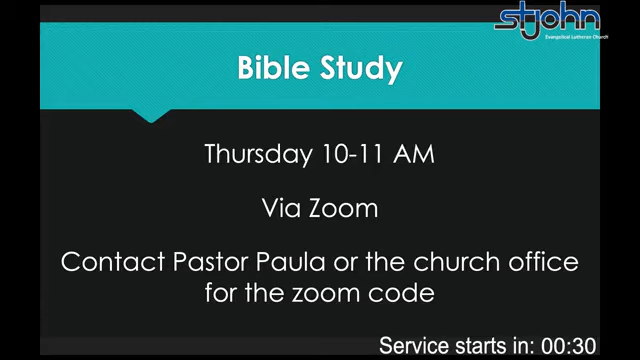 stjohn
Evangelical Lutheran Church
Bible Study
Thursday 10-11 AM
Via Zoom
Contact Pastor Paula or the church office
for the zoom code
Service starts in: 00:30